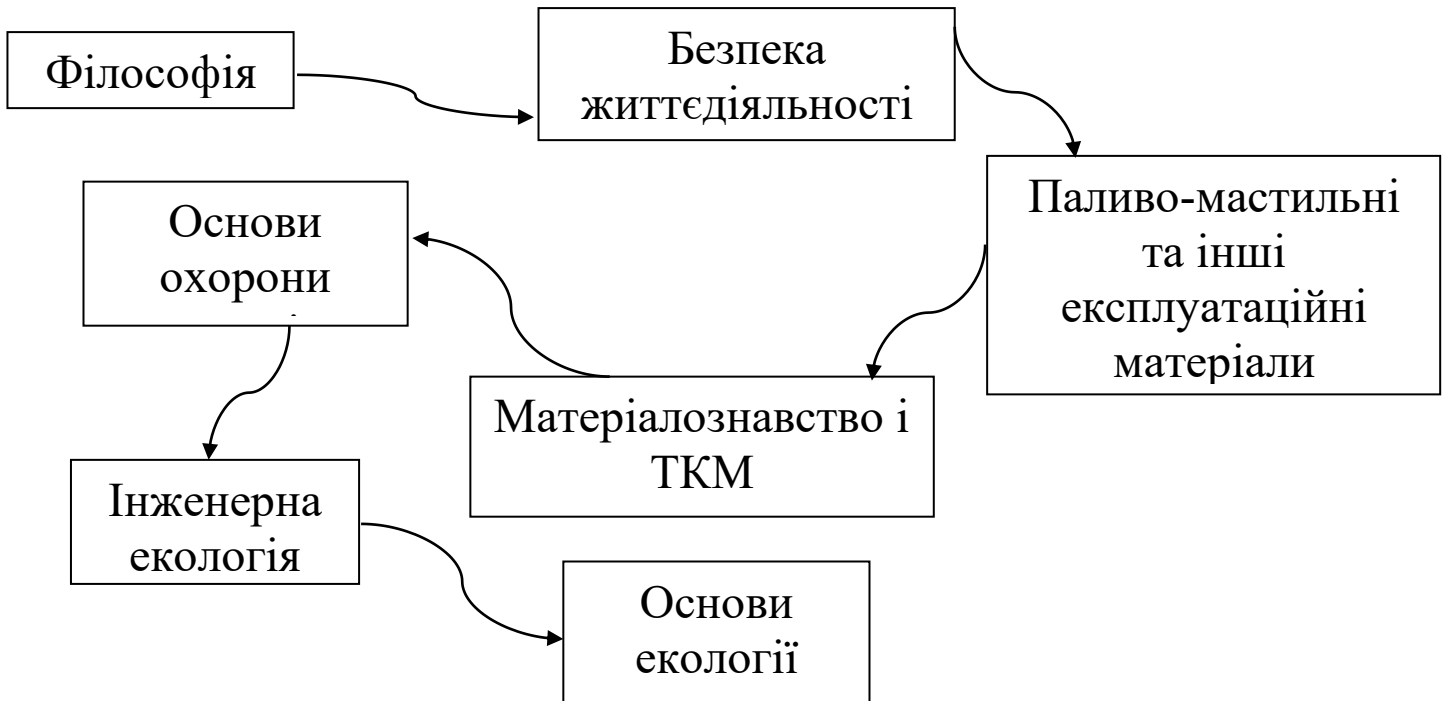 Філософія
Безпека
життєдіяльності
Паливо-мастильні
та інші
експлуатаційні
матеріали
Основи
охорони
Матеріалознавство і
ТКМ
Інженерна
екологія
Основи
екології